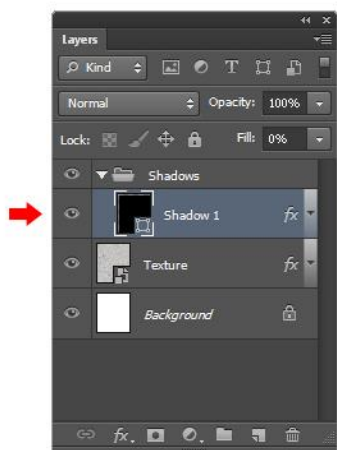 Layers
Kind T
Normal Opacity: 100%
Lock: Fill: 0%
Shadows
Shadow 1 fx
Texture fx
Background
fx.